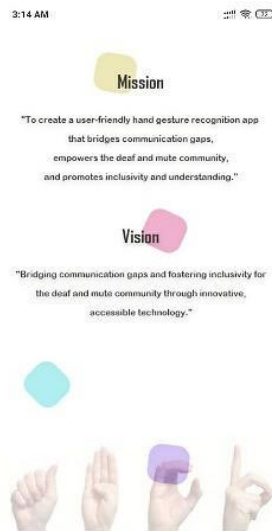 3:14 AM
Mission
"To create a user-friendly hand gesture recognition app
that bridges communication gaps,
empowers the deaf and mute community,
and promotes inclusivity and understanding."
Vision
"Bridging communication gaps and fostering inclusivity for
the deaf and mute community through innovative,
accessible technology."